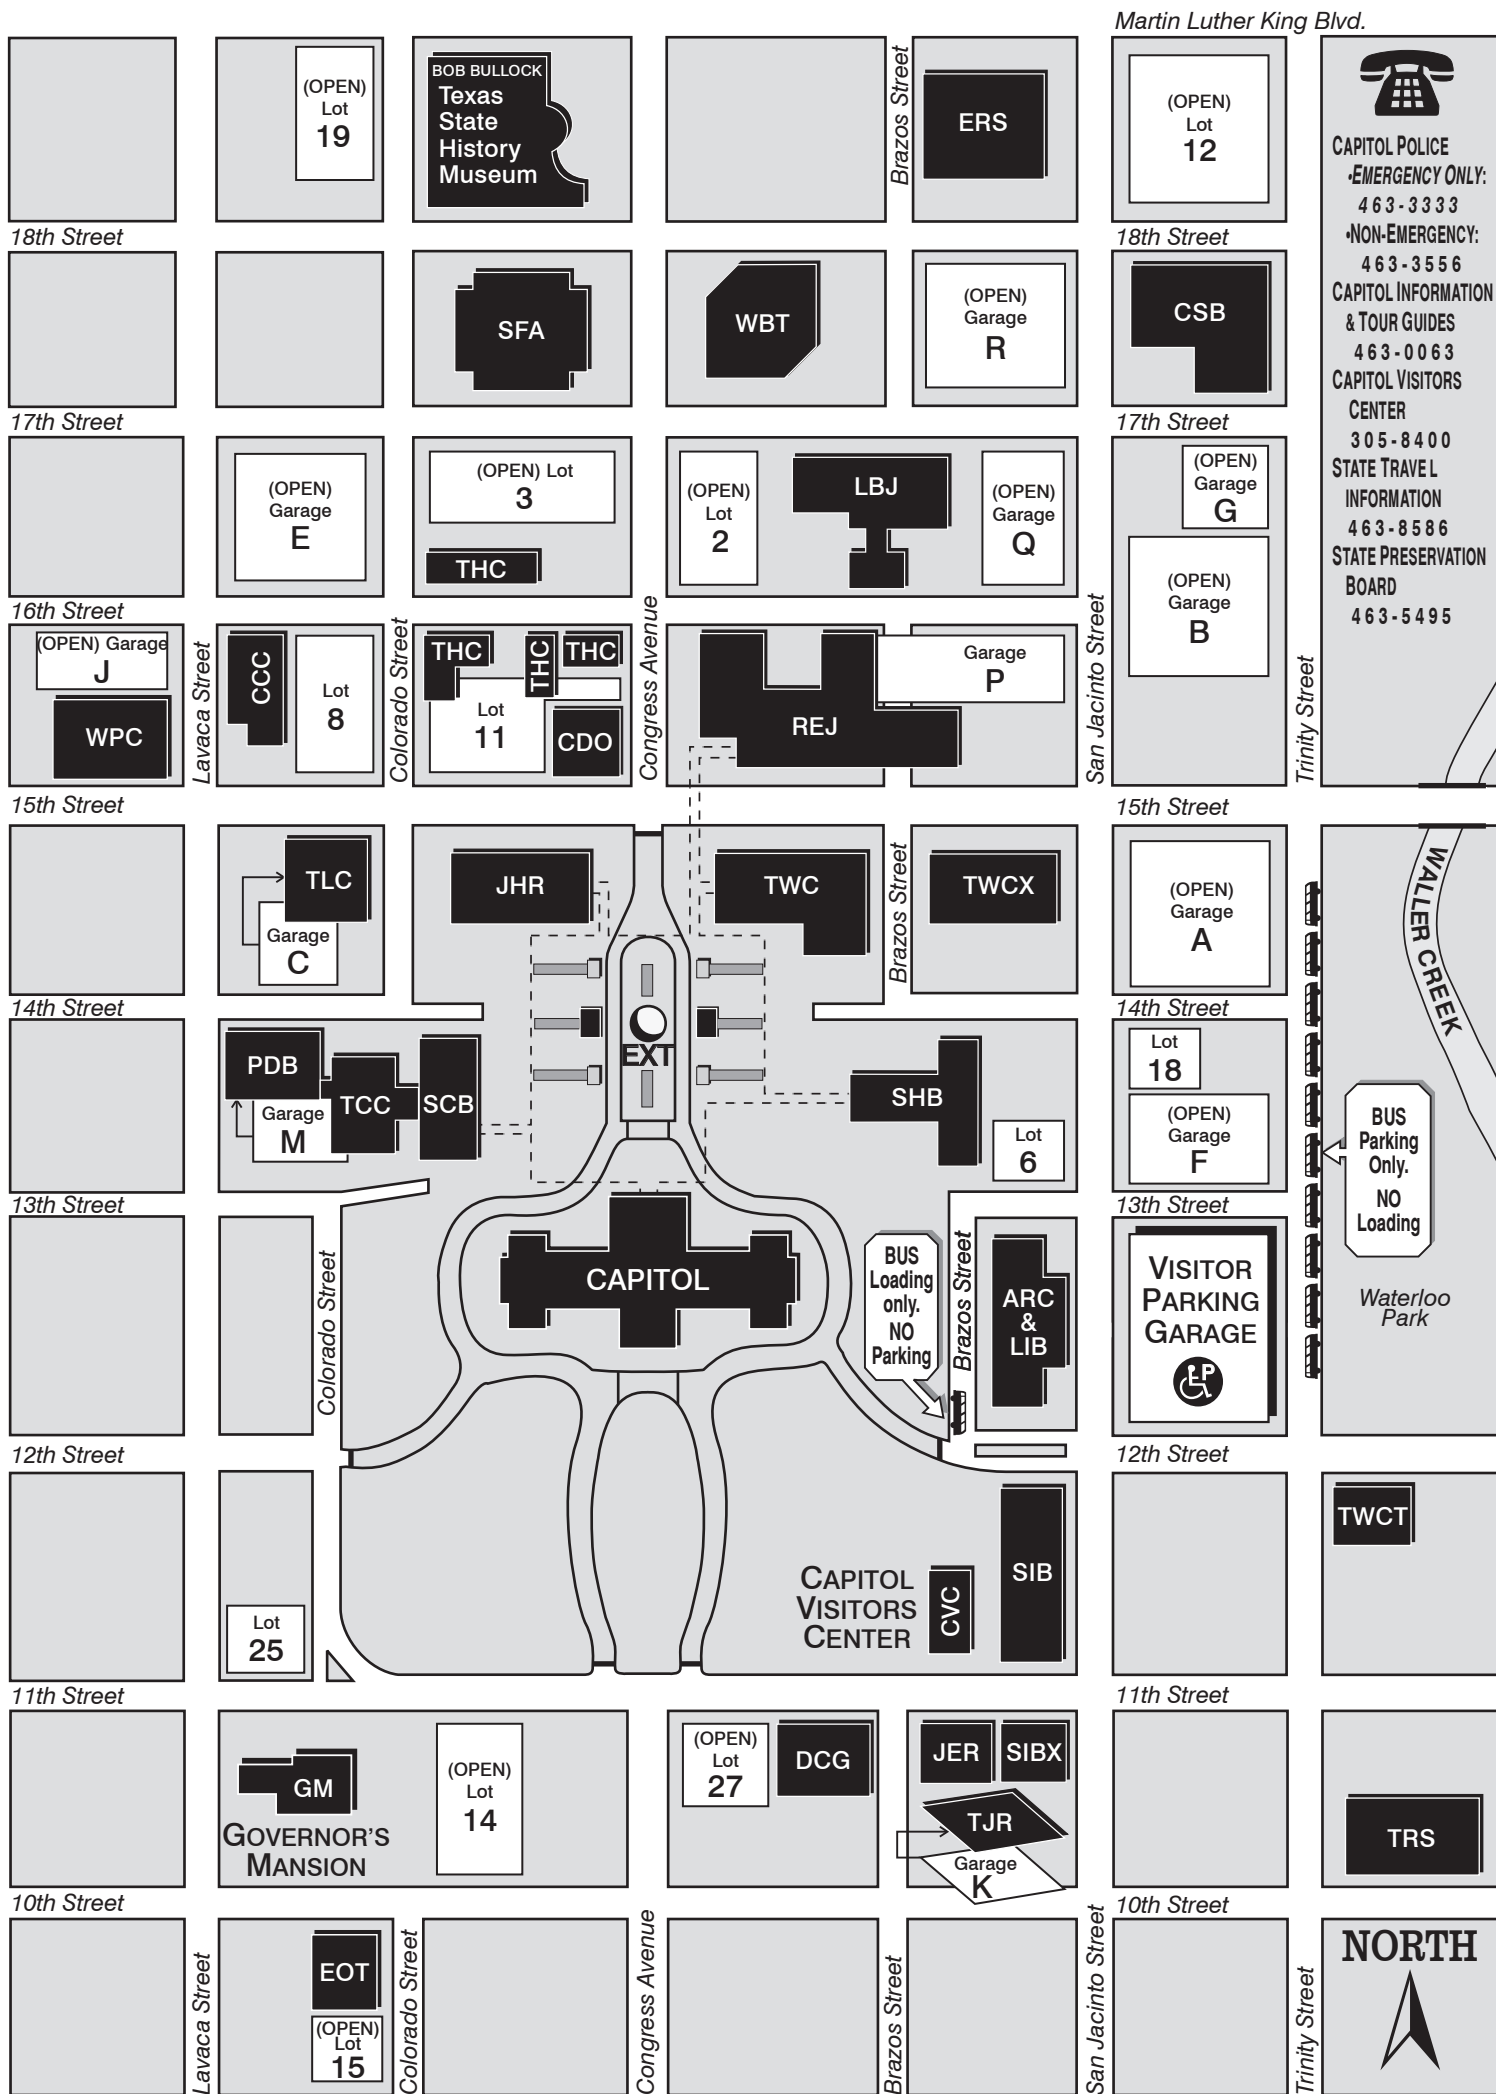 Martin Luther King Blvd.
(OPEN)
Lot
19
BOB BULLOCK
Texas
State
History
Museum
Brazos Street
ERS
(OPEN)
Lot
12
CAPITOL POLICE
•EMERGENCY ONLY:
463-3333
•NON-EMERGENCY:
463-3556
CAPITOL INFORMATION
& TOUR GUIDES
463-0063
CAPITOL VISITORS
CENTER
305-8400
STATE TRAVEL
INFORMATION
463-8586
STATE PRESERVATION
BOARD
463-5495
18th Street
18th Street
SFA
WBT
(OPEN)
Garage
R
CSB
17th Street
17th Street
(OPEN)
Garage
E
(OPEN) Lot
3
THC
(OPEN)
Lot
2
LBJ
(OPEN)
Garage
Q
(OPEN)
Garage
G
(OPEN)
Garage
B
16th Street
(OPEN) Garage
J
WPC
Lavaca Street
CCC
Lot
8
Colorado Street
THC
THC
THC
Lot
11
CDO
Congress Avenue
REJ
Garage
P
San Jacinto Street
Trinity Street
15th Street
15th Street
TLC
Garage
C
JHR
TWC
Brazos Street
TWCX
(OPEN)
Garage
A
WALLER CREEK
14th Street
14th Street
PDB
Garage
M
TCC
SCB
EXT
SHB
Lot
6
Lot
18
(OPEN)
Garage
F
BUS
Parking
Only.
NO
Loading
13th Street
13th Street
Colorado Street
CAPITOL
BUS
Loading
only.
NO
Parking
Brazos Street
ARC
&
LIB
VISITOR
PARKING
GARAGE
P
Waterloo
Park
12th Street
12th Street
Lot
25
CAPITOL
VISITORS
CENTER
CVC
SIB
TWCT
11th Street
11th Street
GM
GOVERNOR'S
MANSION
(OPEN)
Lot
14
(OPEN)
Lot
27
DCG
JER
SIBX
TJR
Garage
K
TRS
10th Street
10th Street
Lavaca Street
EOT
(OPEN)
Lot
15
Colorado Street
Congress Avenue
Brazos Street
San Jacinto Street
Trinity Street
NORTH